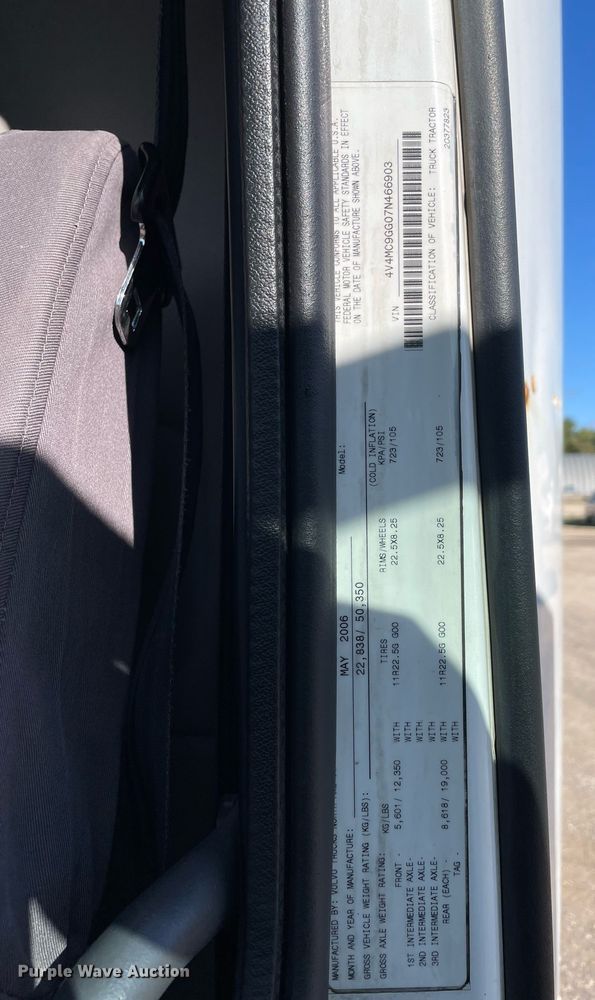 MANUFACTURED BY: VOLVO TRUCKS
MONTH AND YEAR OF MANUFACTURE: MAY 2006 Model:
GROSS VEHICLE WEIGHT RATING (KG/LBS): 22,838/ 50,350
GROSS AXLE WEIGHT RATING: KG/LBS TIRES RIMS/WHEELS (COLD INFLATION) KPA/PSI
FRONT - 5,601/ 12,350 WITH 11R22.5G GOO 22.5X8.25 723/105
1ST INTERMEDIATE AXLE- WITH
2ND INTERMEDIATE AXLE- WITH
3RD INTERMEDIATE AXLE- WITH
REAR (EACH) - 8,618/ 19,000 WITH 11R22.5G GOO 22.5X8.25 723/105
TAG - WITH
THIS VEHICLE CONFORMS TO ALL APPLICABLE U.S.A.
FEDERAL MOTOR VEHICLE SAFETY STANDARDS IN EFFECT
ON THE DATE OF MANUFACTURE SHOWN ABOVE.
4V4MC9GG07N466903
VIN
CLASSIFICATION OF VEHICLE: TRUCK TRACTOR
20377823
Purple Wave Auction